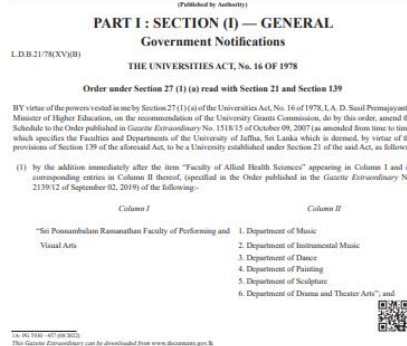 (Published by Authority)
PART I : SECTION (I) — GENERAL
Government Notifications
L.D.B.21/78(XV)(B)
THE UNIVERSITIES ACT, No. 16 OF 1978
Order under Section 27 (1) (a) read with Section 21 and Section 139
BY virtue of the powers vested in me by Section 27 (1) (a) of the Universities Act, No. 16 of 1978, I, A. D. Susil Premajayant
Minister of Higher Education, on the recommendation of the University Grants Commission, do by this order, amend t
Schedule to the Order published in Gazette Extraordinary No. 1518/15 of October 09, 2007 (as amended from time to time
which specifies the Faculties and Departments of the University of Jaffna, Sri Lanka which is deemed, by virtue of t
provisions of Section 139 of the aforesaid Act, to be a University established under Section 21 of the said Act, as follow
(1) by the addition immediately after the item "Faculty of Allied Health Sciences" appearing in Column I and
corresponding entries in Column II thereof, (specified in the Order published in the Gazette Extraordinary N
2139/12 of September 02, 2019) of the following:-
Column I
Column II
"Sri Ponnambalam Ramanathan Faculty of Performing and
Visual Arts
1. Department of Music
2. Department of Instrumental Music
3. Department of Dance
4. Department of Painting
5. Department of Sculpture
6. Department of Drama and Theater Arts"; and
PG 5930 - 457 (08/2022)
This Gazette Extraordinary can be downloaded from www.documents.gov.lk